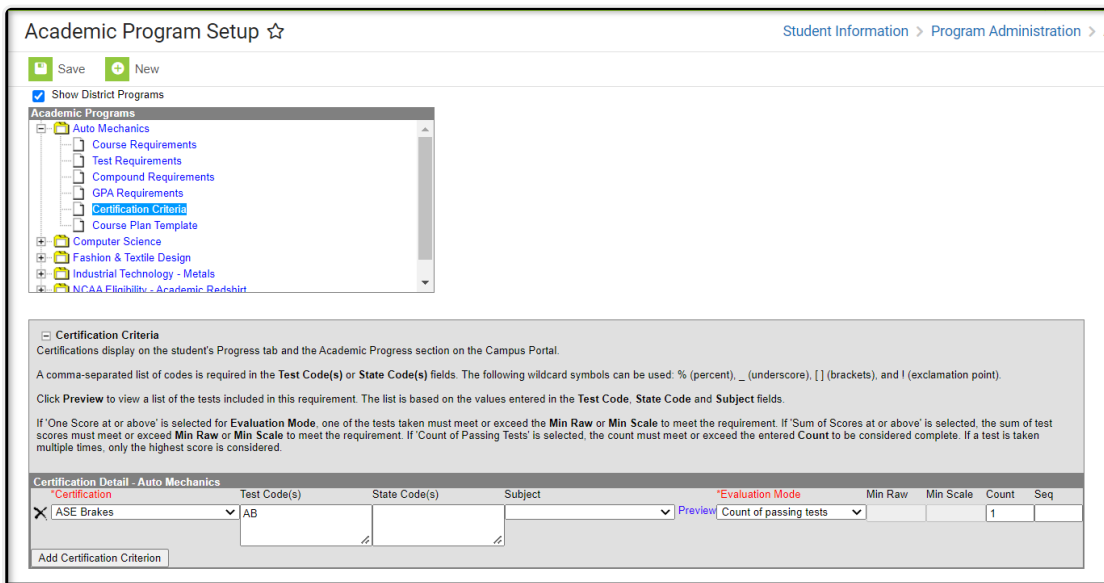 Academic Program Setup
Student Information > Program Administration >
Save New
Show District Programs
Academic Programs
Auto Mechanics
Course Requirements
Test Requirements
Compound Requirements
GPA Requirements
Certification Criteria
Course Plan Template
Computer Science
Fashion & Textile Design
Industrial Technology - Metals
NCAA Eligibility - Academic Redshirt
Certification Criteria
Certifications display on the student's Progress tab and the Academic Progress section on the Campus Portal.
A comma-separated list of codes is required in the Test Code(s) or State Code(s) fields. The following wildcard symbols can be used: % (percent), _ (underscore), [ ] (brackets), and ! (exclamation point).
Click Preview to view a list of the tests included in this requirement. The list is based on the values entered in the Test Code, State Code and Subject fields.
If 'One Score at or above' is selected for Evaluation Mode, one of the tests taken must meet or exceed the Min Raw or Min Scale to meet the requirement. If 'Sum of Scores at or above' is selected, the sum of test
scores must meet or exceed Min Raw or Min Scale to meet the requirement. If 'Count of Passing Tests' is selected, the count must meet or exceed the entered Count to be considered complete. If a test is taken
multiple times, only the highest score is considered.
Certification Detail - Auto Mechanics
*Certification Test Code(s) State Code(s) Subject *Evaluation Mode Min Raw Min Scale Count Seq
ASE Brakes AB Preview Count of passing tests 1
Add Certification Criterion